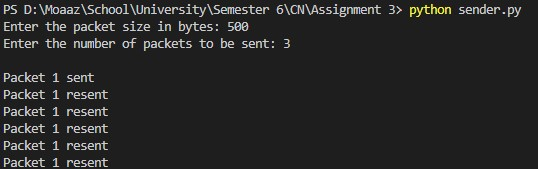 PS D:\Moaaz\School\University\Semester 6\CN\Assignment 3> python sender.py
Enter the packet size in bytes: 500
Enter the number of packets to be sent: 3
Packet 1 sent
Packet 1 resent
Packet 1 resent
Packet 1 resent
Packet 1 resent
Packet 1 resent